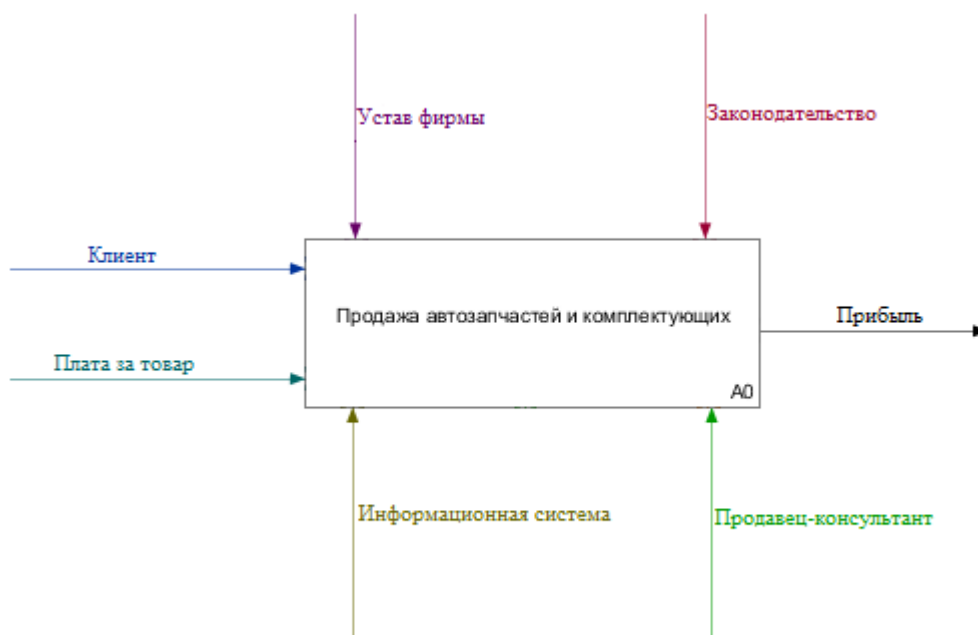 Устав фирмы
Законодательство
Клиент
Продажа автозапчастей и комплектующих
Прибыль
Плата за товар
A0
Информационная система
Продавец-консультант